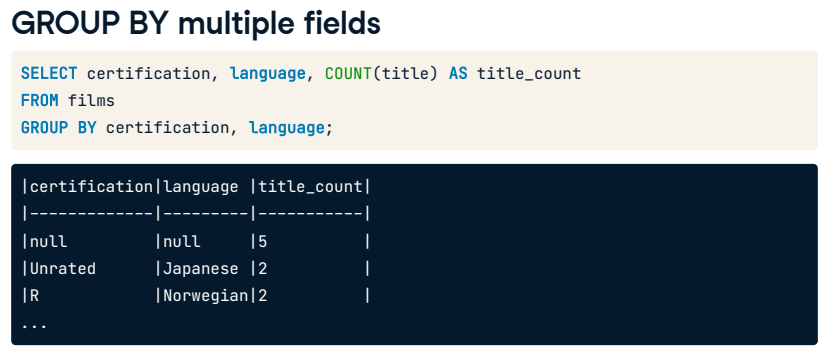 GROUP BY multiple fields
SELECT certification, language, COUNT(title) AS title_count
FROM films
GROUP BY certification, language;
|certification|language |title_count|
|-------------|---------|-----------|
|null         |null     |5          |
|Unrated      |Japanese |2          |
|R            |Norwegian|2          |
...